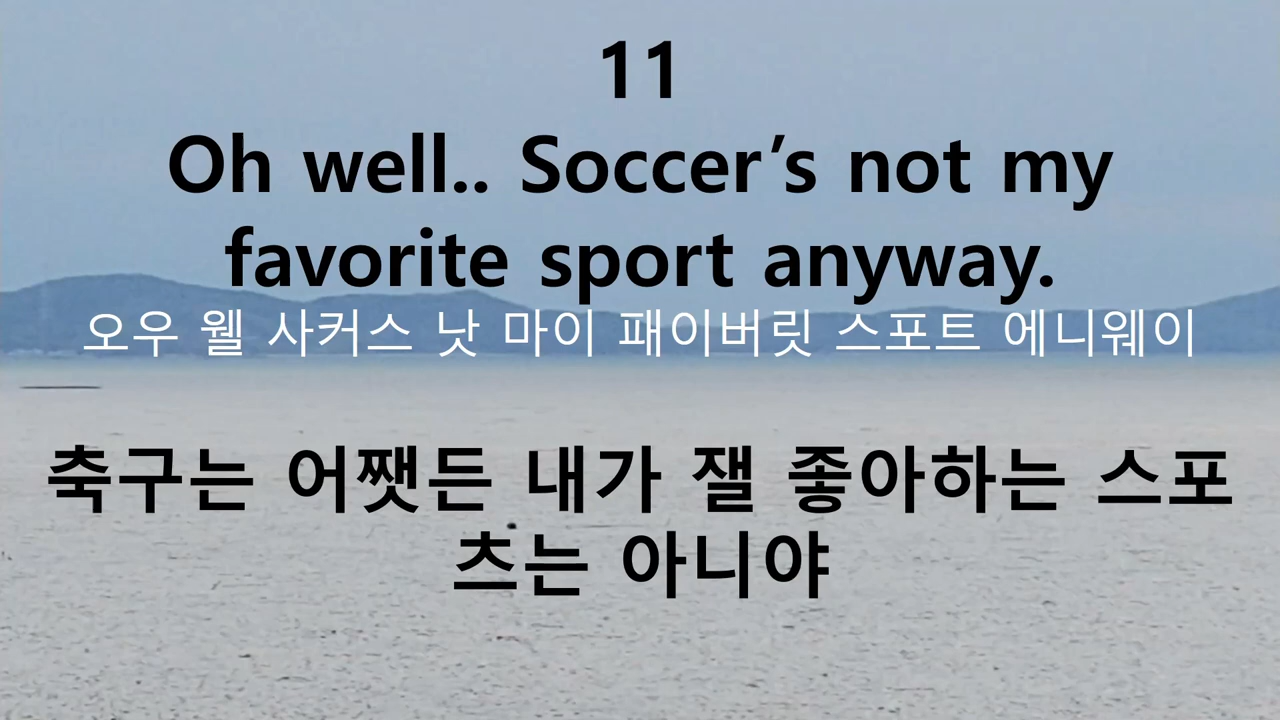 11
Oh well.. Soccer’s not my
favorite sport anyway.
오우 웰 사커스 낫 마이 패이버릿 스포트 에니웨이
축구는 어쨋든 내가 잴 좋아하는 스포
츠는 아니야